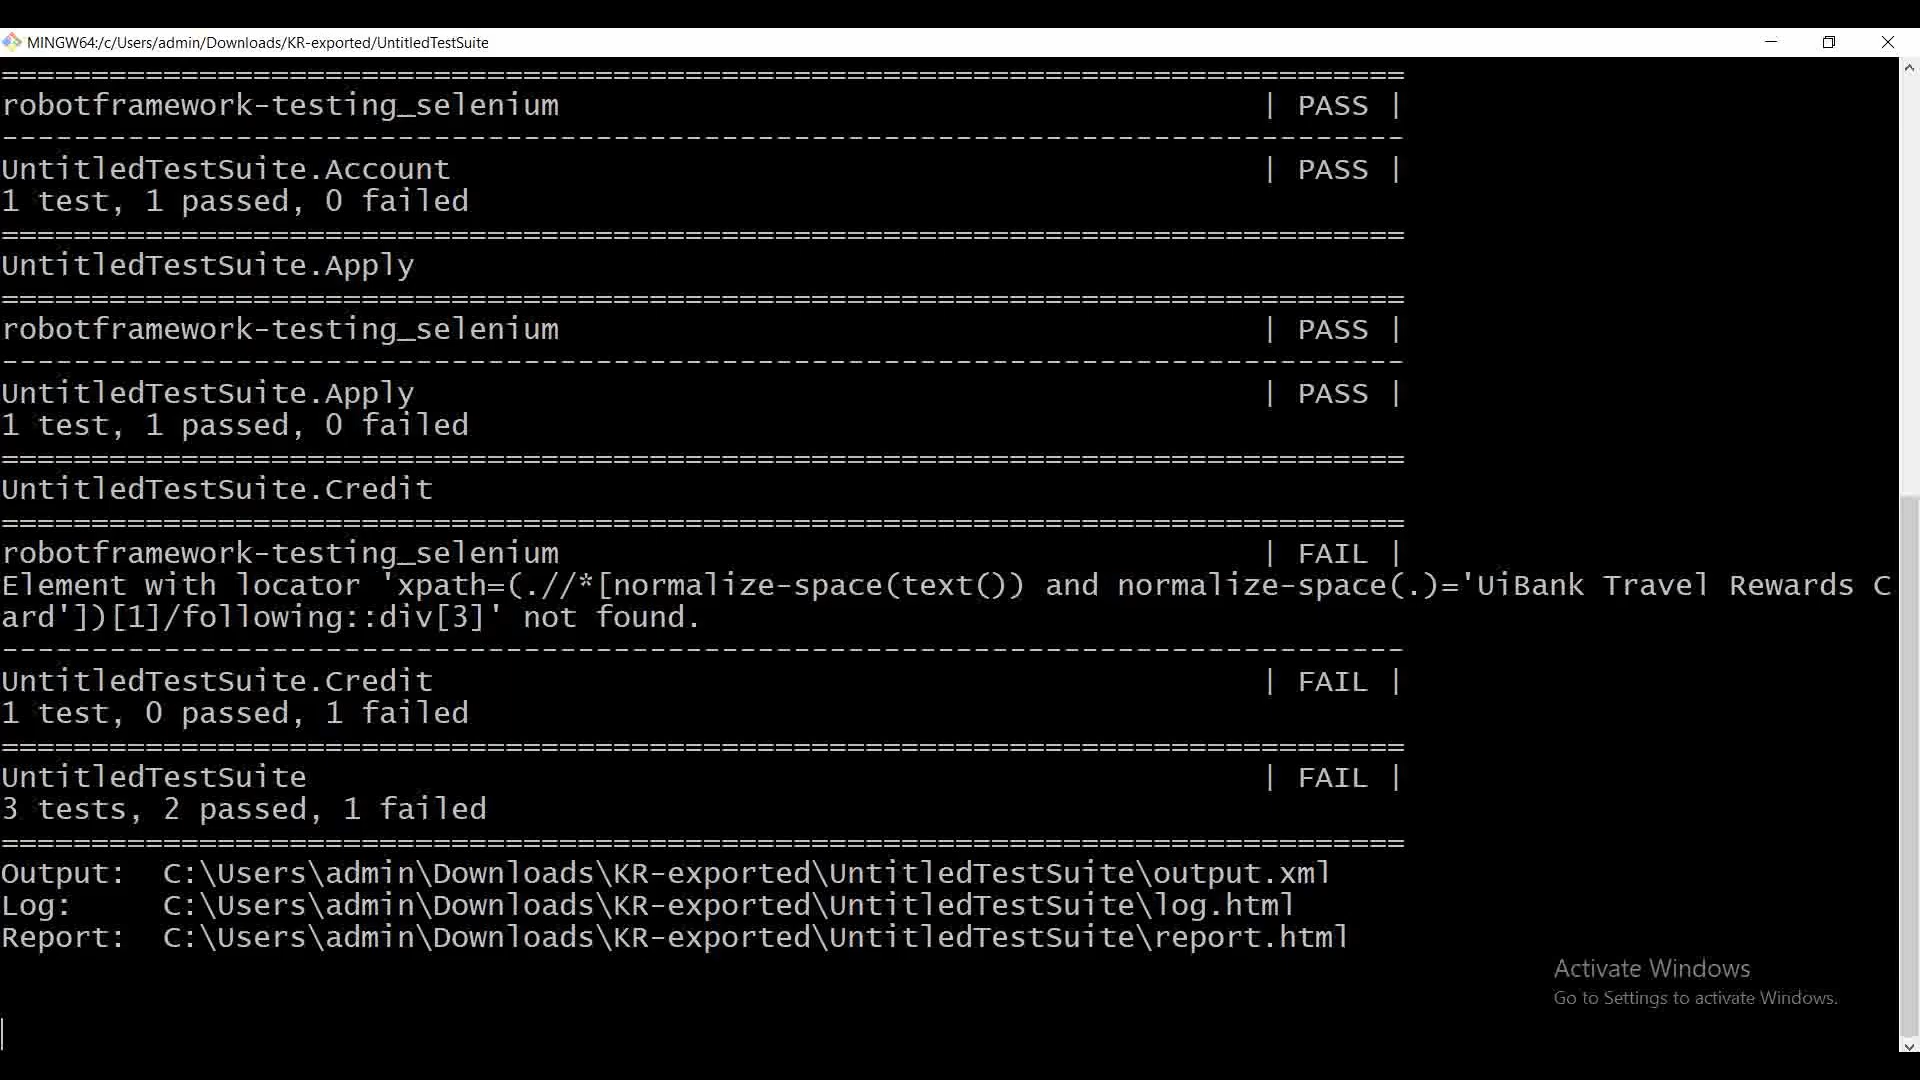 MINGW64:/c/Users/admin/Downloads/KR-exported/UntitledTestSuite
==============================================================================
robotframework-testing_selenium                                       | PASS |
------------------------------------------------------------------------------
UntitledTestSuite.Account                                             | PASS |
1 test, 1 passed, 0 failed
==============================================================================
UntitledTestSuite.Apply
==============================================================================
robotframework-testing_selenium                                       | PASS |
------------------------------------------------------------------------------
UntitledTestSuite.Apply                                               | PASS |
1 test, 1 passed, 0 failed
==============================================================================
UntitledTestSuite.Credit
==============================================================================
robotframework-testing_selenium                                       | FAIL |
Element with locator 'xpath=(.//*[normalize-space(text()) and normalize-space(.)='UiBank Travel Rewards C
ard'])[1]/following::div[3]' not found.
------------------------------------------------------------------------------
UntitledTestSuite.Credit                                              | FAIL |
1 test, 0 passed, 1 failed
==============================================================================
UntitledTestSuite                                                     | FAIL |
3 tests, 2 passed, 1 failed
==============================================================================
Output:  C:\Users\admin\Downloads\KR-exported\UntitledTestSuite\output.xml
Log:     C:\Users\admin\Downloads\KR-exported\UntitledTestSuite\log.html
Report:  C:\Users\admin\Downloads\KR-exported\UntitledTestSuite\report.html
Activate Windows
Go to Settings to activate Windows.